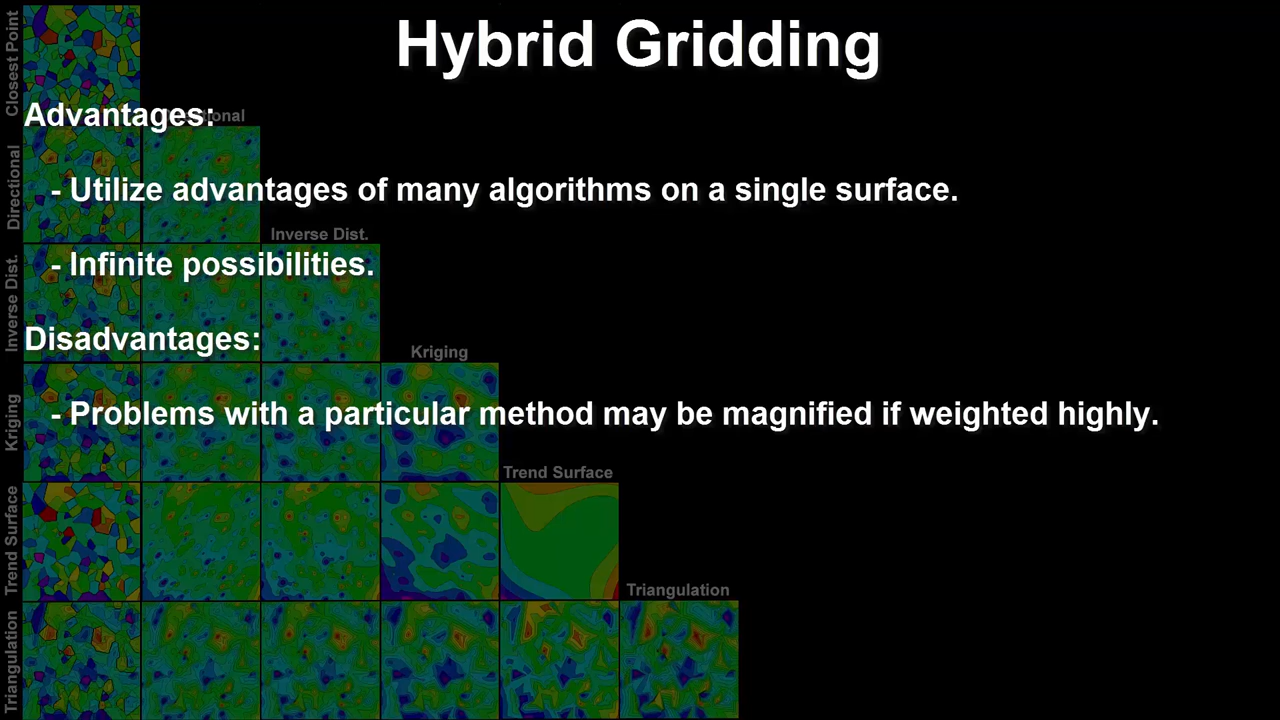 Hybrid Gridding
Advantages:
- Utilize advantages of many algorithms on a single surface.
- Infinite possibilities.
Disadvantages:
- Problems with a particular method may be magnified if weighted highly.
Closest Point
Directional
Inverse Dist.
Kriging
Trend Surface
Triangulation
Inverse Dist.
Kriging
Trend Surface
Triangulation